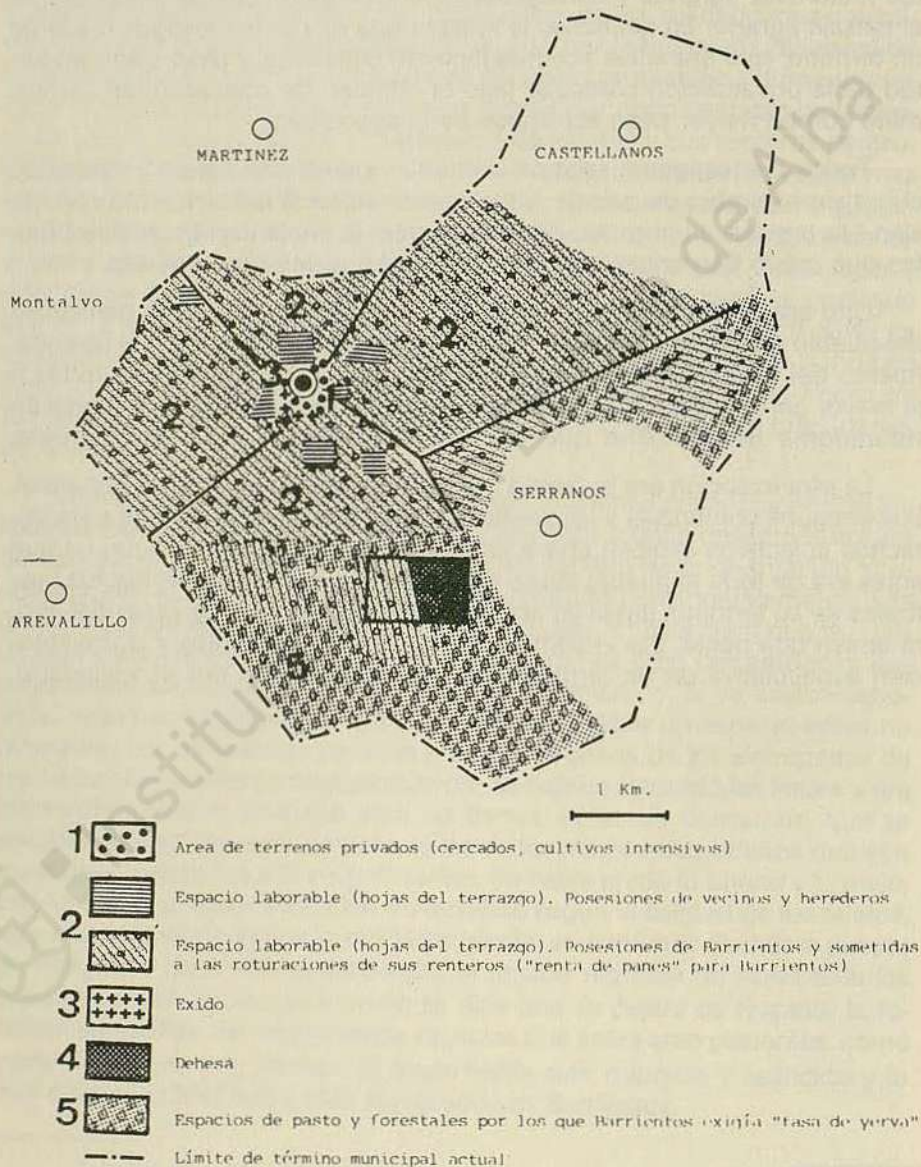 de Alba
MARTINEZ
CASTELLANOS
Montalvo
2
2
3
2
2
SERRANOS
AREVALILLO
5
Institu
1 Km.
1 Area de terrenos privados (cercados, cultivos intensivos)
2
Espacio laborable (hojas del terrazgo). Posesiones de vecinos y herederos
Espacio laborable (hojas del terrazgo). Posesiones de Barrientos y sometidas
a las roturaciones de sus renteros ("renta de panes" para Barrientos)
3 Exido
4 Dehesa
5 Espacios de pasto y forestales por los que Barrientos exigía "tasa de yerva"
Límite de término municipal actual